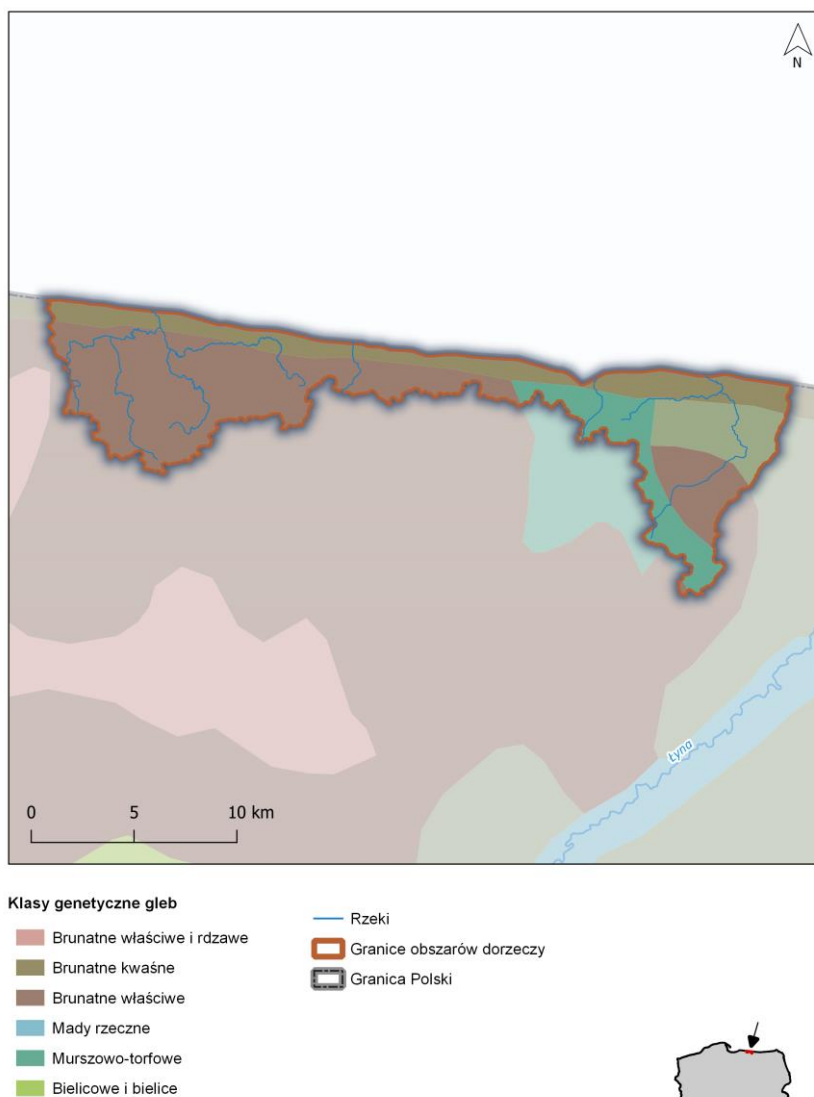 N
Łyna
0 5 10 km
Klasy genetyczne gleb
Brunatne właściwe i rdzawe
Brunatne kwaśne
Brunatne właściwe
Mady rzeczne
Murszowo-torfowe
Bielicowe i bielice
Rzeki
Granice obszarów dorzeczy
Granica Polski